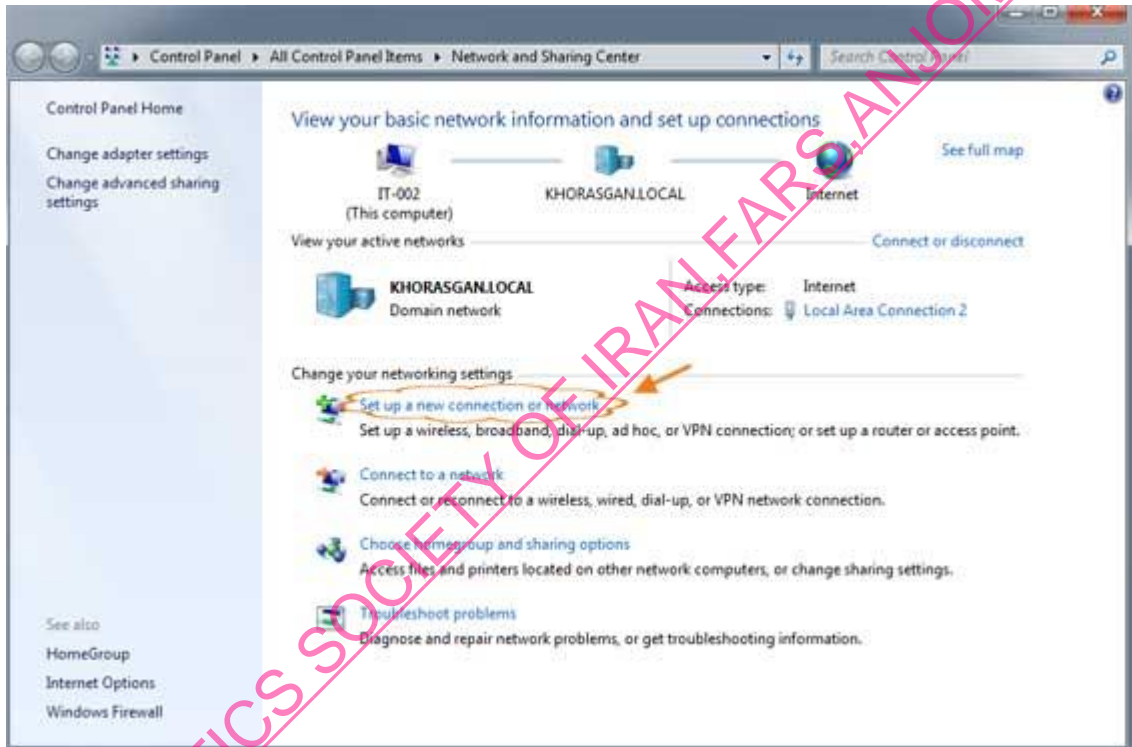 Control Panel ▸ All Control Panel Items ▸ Network and Sharing Center
Search Control Panel
Control Panel Home
Change adapter settings
Change advanced sharing
settings
See also
HomeGroup
Internet Options
Windows Firewall
View your basic network information and set up connections
See full map
IT-002
(This computer)
KHORASGAN.LOCAL
Internet
View your active networks
Connect or disconnect
KHORASGAN.LOCAL
Domain network
Access type: Internet
Connections: Local Area Connection 2
Change your networking settings
Set up a new connection or network
Set up a wireless, broadband, dial-up, ad hoc, or VPN connection; or set up a router or access point.
Connect to a network
Connect or reconnect to a wireless, wired, dial-up, or VPN network connection.
Choose homegroup and sharing options
Access files and printers located on other network computers, or change sharing settings.
Troubleshoot problems
Diagnose and repair network problems, or get troubleshooting information.
SOCIETY OF IRAN,FARS,